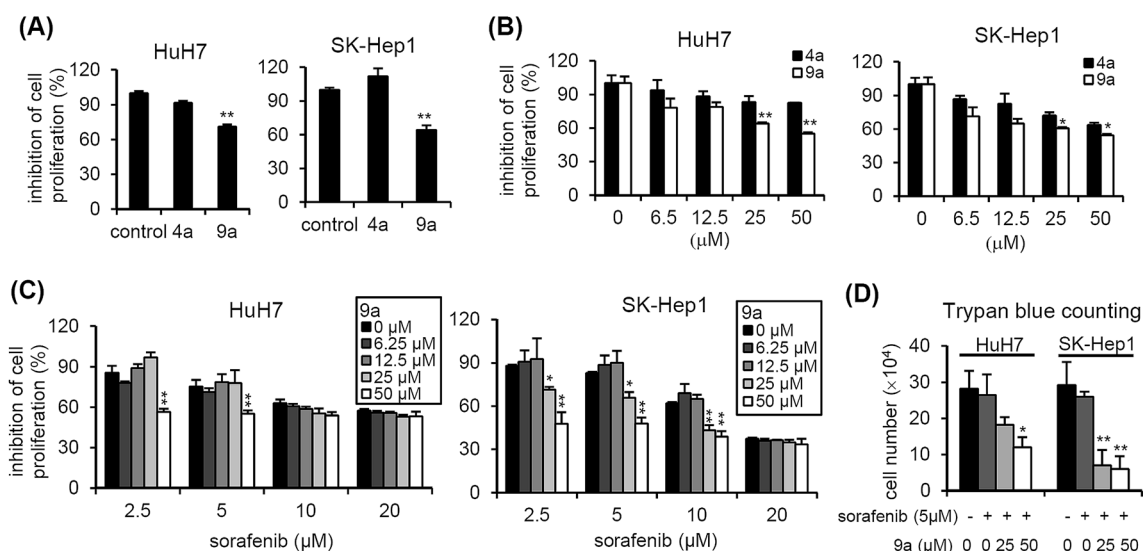 (A)
HuH7
SK-Hep1
inhibition of cell
proliferation (%)
120
90
60
30
0
**
control 4a 9a
120
90
60
30
0
**
control 4a 9a
(B)
HuH7
SK-Hep1
inhibition of cell
proliferation (%)
120
90
60
30
0
4a
9a
**
**
0 6.5 12.5 25 50
(μM)
120
90
60
30
0
4a
9a
*
*
0 6.5 12.5 25 50
(μM)
(C)
HuH7
SK-Hep1
inhibition of cell
proliferation (%)
120
90
60
30
0
9a
0 μM
6.25 μM
12.5 μM
25 μM
50 μM
**
**
2.5 5 10 20
sorafenib (μM)
120
90
60
30
0
9a
0 μM
6.25 μM
12.5 μM
25 μM
50 μM
*
**
*
**
**
**
2.5 5 10 20
sorafenib (μM)
(D)
Trypan blue counting
HuH7 SK-Hep1
cell number (× 10⁴)
40
30
20
10
0
*
**
**
sorafenib (5μM) - + + + - + + +
9a (μM) 0 0 25 50 0 0 25 50